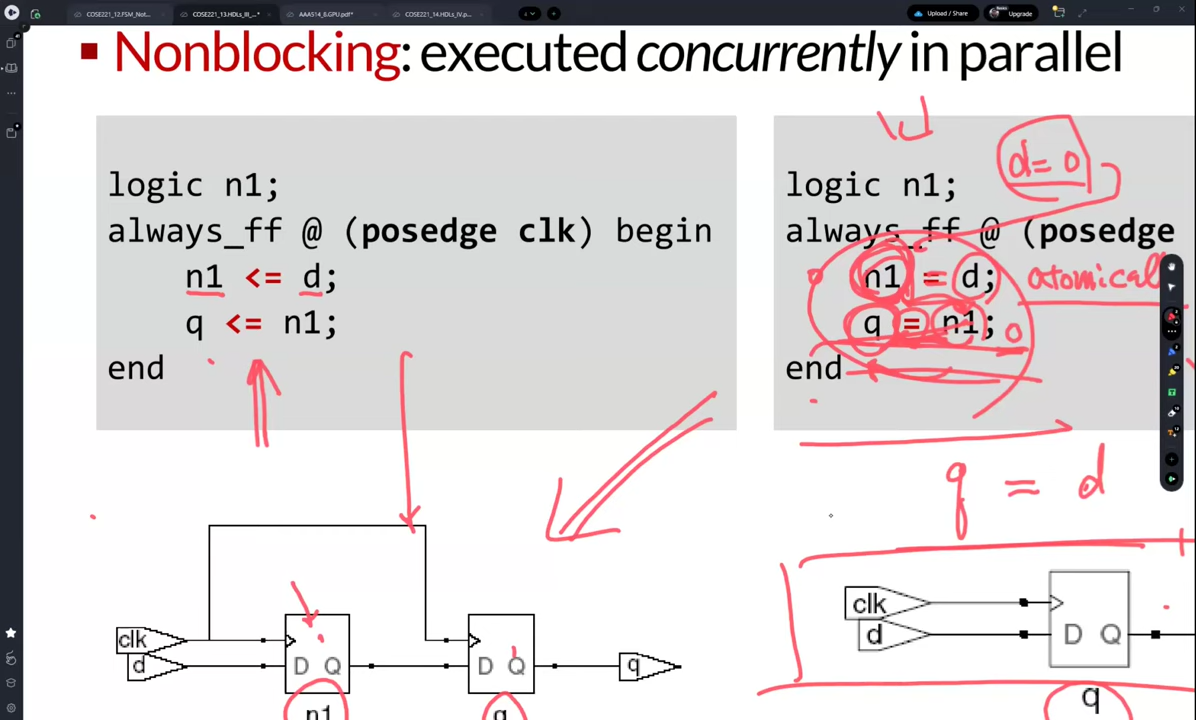 COSE221_12.FSM_Not...
COSE221_13.HDLs_III_...*
AAA514_8.GPU.pdf*
COSE221_14.HDLs_IV.p...
Upload / Share
Upgrade
■ Nonblocking: executed concurrently in parallel
logic n1;
always_ff @ (posedge clk) begin
n1 <= d;
q <= n1;
end
logic n1;
d = 0
always_ff @ (posedge
0 n1 = d; atomical
q = n1; 0
end
q = d
clk
d
D Q
D Q
q
n1
q
clk
d
D Q
q